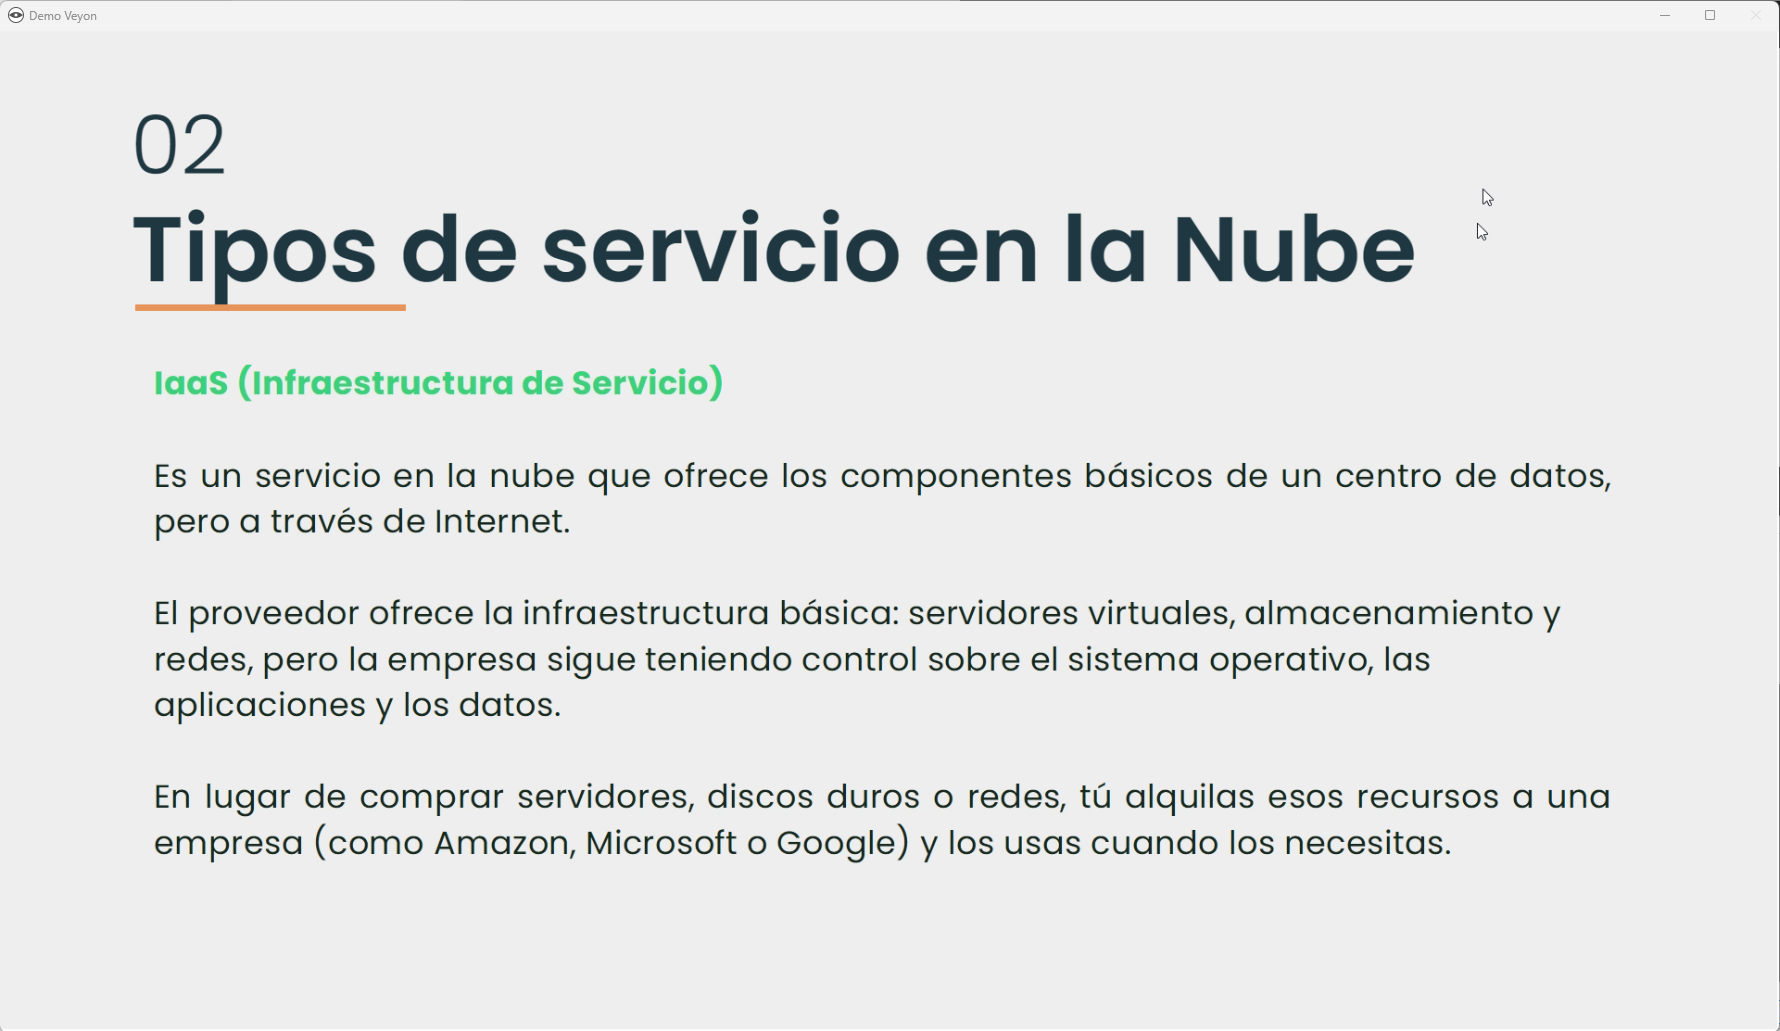 Demo Veyon
02
Tipos de servicio en la Nube
IaaS (Infraestructura de Servicio)
Es un servicio en la nube que ofrece los componentes básicos de un centro de datos,
pero a través de Internet.
El proveedor ofrece la infraestructura básica: servidores virtuales, almacenamiento y
redes, pero la empresa sigue teniendo control sobre el sistema operativo, las
aplicaciones y los datos.
En lugar de comprar servidores, discos duros o redes, tú alquilas esos recursos a una
empresa (como Amazon, Microsoft o Google) y los usas cuando los necesitas.